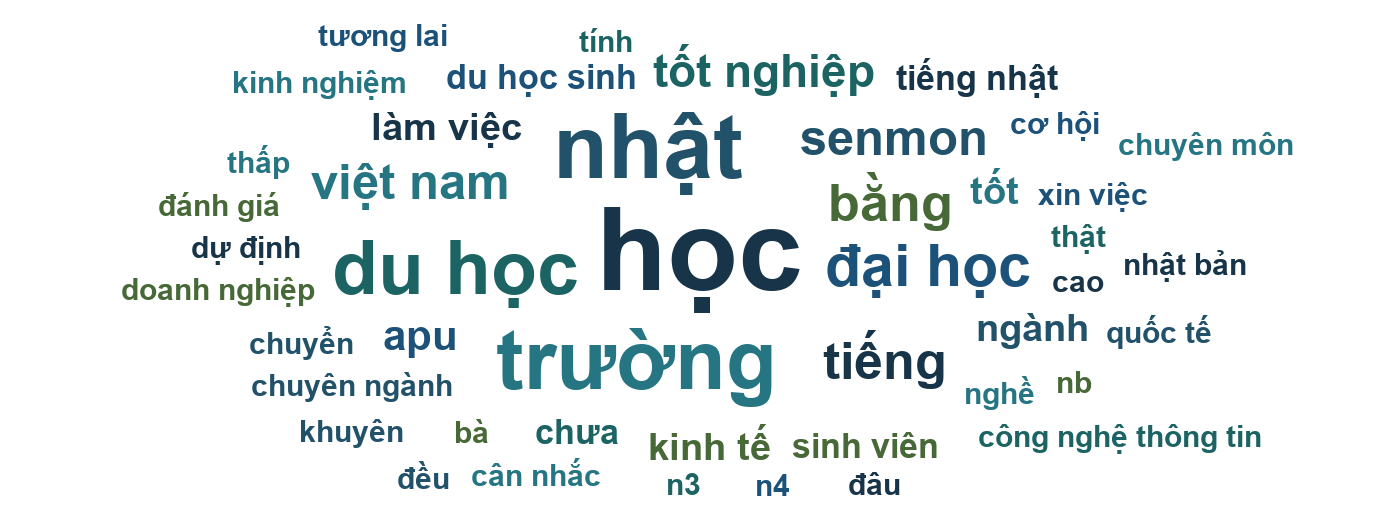 tương lai
tính
kinh nghiệm
du học sinh
tốt nghiệp
tiếng nhật
làm việc
nhật
senmon
cơ hội
chuyên môn
thấp
việt nam
bằng
tốt
xin việc
đánh giá
dự định
du học
học
đại học
thật
cao
nhật bản
doanh nghiệp
chuyển
apu
trường
tiếng
ngành
quốc tế
chuyên ngành
nghề
nb
khuyên
bà
chưa
kinh tế
sinh viên
công nghệ thông tin
đều
cân nhắc
n3
n4
đâu